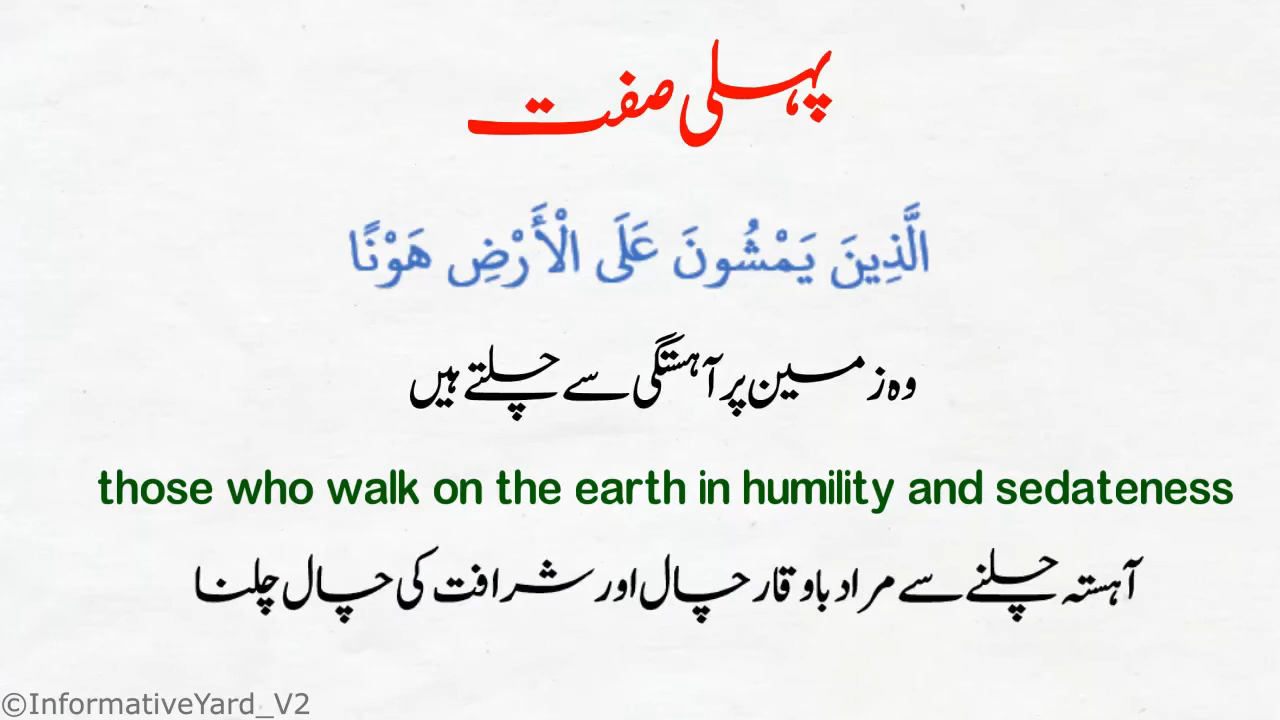 پہلی صفت
الَّذِينَ يَمْشُونَ عَلَى الْأَرْضِ هَوْنًا
وہ زمین پر آہستگی سے چلتے ہیں
those who walk on the earth in humility and sedateness
آہستہ چلنے سے مراد باوقار چال اور شرافت کی چال چلنا
©InformativeYard_V2